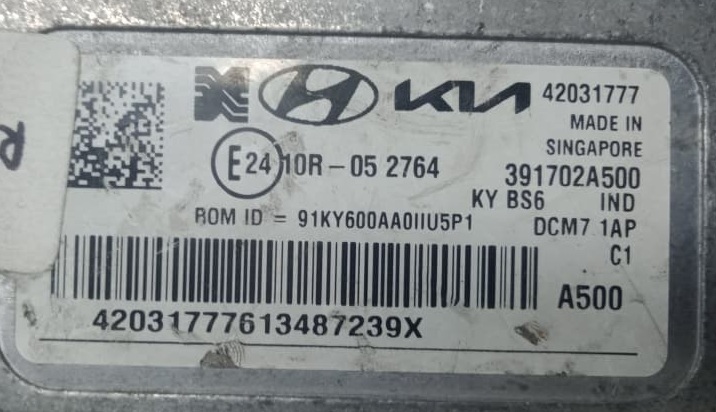 KIA 42031777
MADE IN
SINGAPORE
E24 10R-05 2764
391702A500
KY BS6 IND
ROM ID = 91KY600AA0IIU5P1
DCM7 1AP
C1
A500
42031777613487239X
R